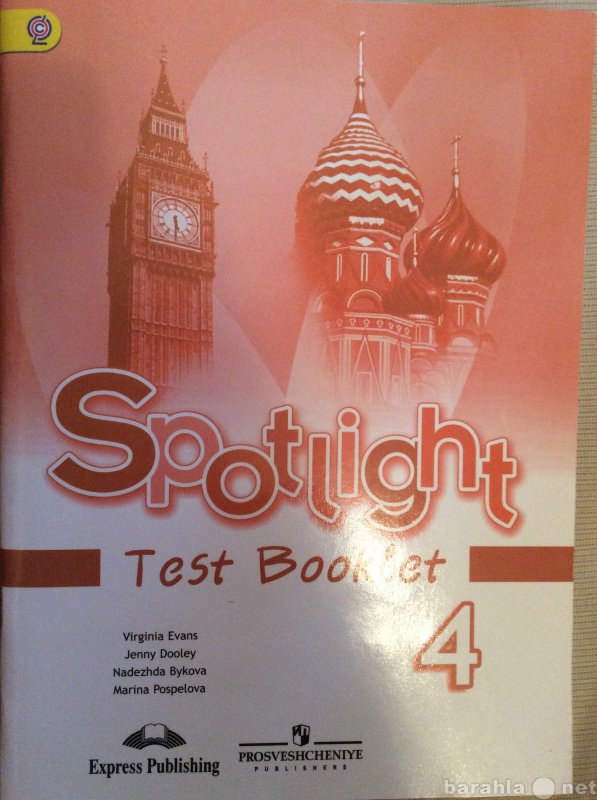 Spotlight
Test Booklet
4
Virginia Evans
Jenny Dooley
Nadezhda Bykova
Marina Pospelova
Express Publishing
PROSVESHCHENIYE
PUBLISHERS
barahla.net